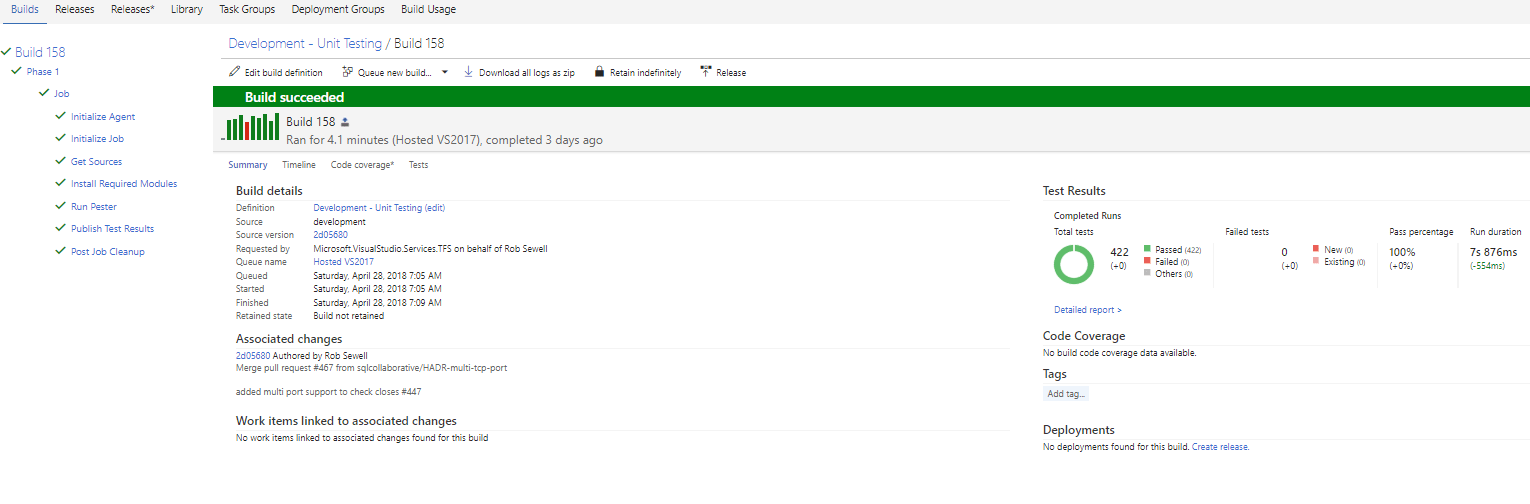 Builds Releases Releases* Library Task Groups Deployment Groups Build Usage
Build 158
Phase 1
Job
Initialize Agent
Initialize Job
Get Sources
Install Required Modules
Run Pester
Publish Test Results
Post Job Cleanup
Development - Unit Testing / Build 158
Edit build definition Queue new build... Download all logs as zip Retain indefinitely Release
Build succeeded
Build 158
Ran for 4.1 minutes (Hosted VS2017), completed 3 days ago
Summary Timeline Code coverage* Tests
Build details
Definition Development - Unit Testing (edit)
Source development
Source version 2d05680
Requested by Microsoft.VisualStudio.Services.TFS on behalf of Rob Sewell
Queue name Hosted VS2017
Queued Saturday, April 28, 2018 7:05 AM
Started Saturday, April 28, 2018 7:05 AM
Finished Saturday, April 28, 2018 7:09 AM
Retained state Build not retained
Associated changes
2d05680 Authored by Rob Sewell
Merge pull request #467 from sqlcollaborative/HADR-multi-tcp-port
added multi port support to check closes #447
Work items linked to associated changes
No work items linked to associated changes found for this build
Test Results
Completed Runs
Total tests Failed tests Pass percentage Run duration
422 Passed (422) 0 New (0) 100% 7s 876ms
(+0) Failed (0) (+0) Existing (0) (+0%) (-554ms)
Others (0)
Detailed report >
Code Coverage
No build code coverage data available.
Tags
Add tag...
Deployments
No deployments found for this build. Create release.